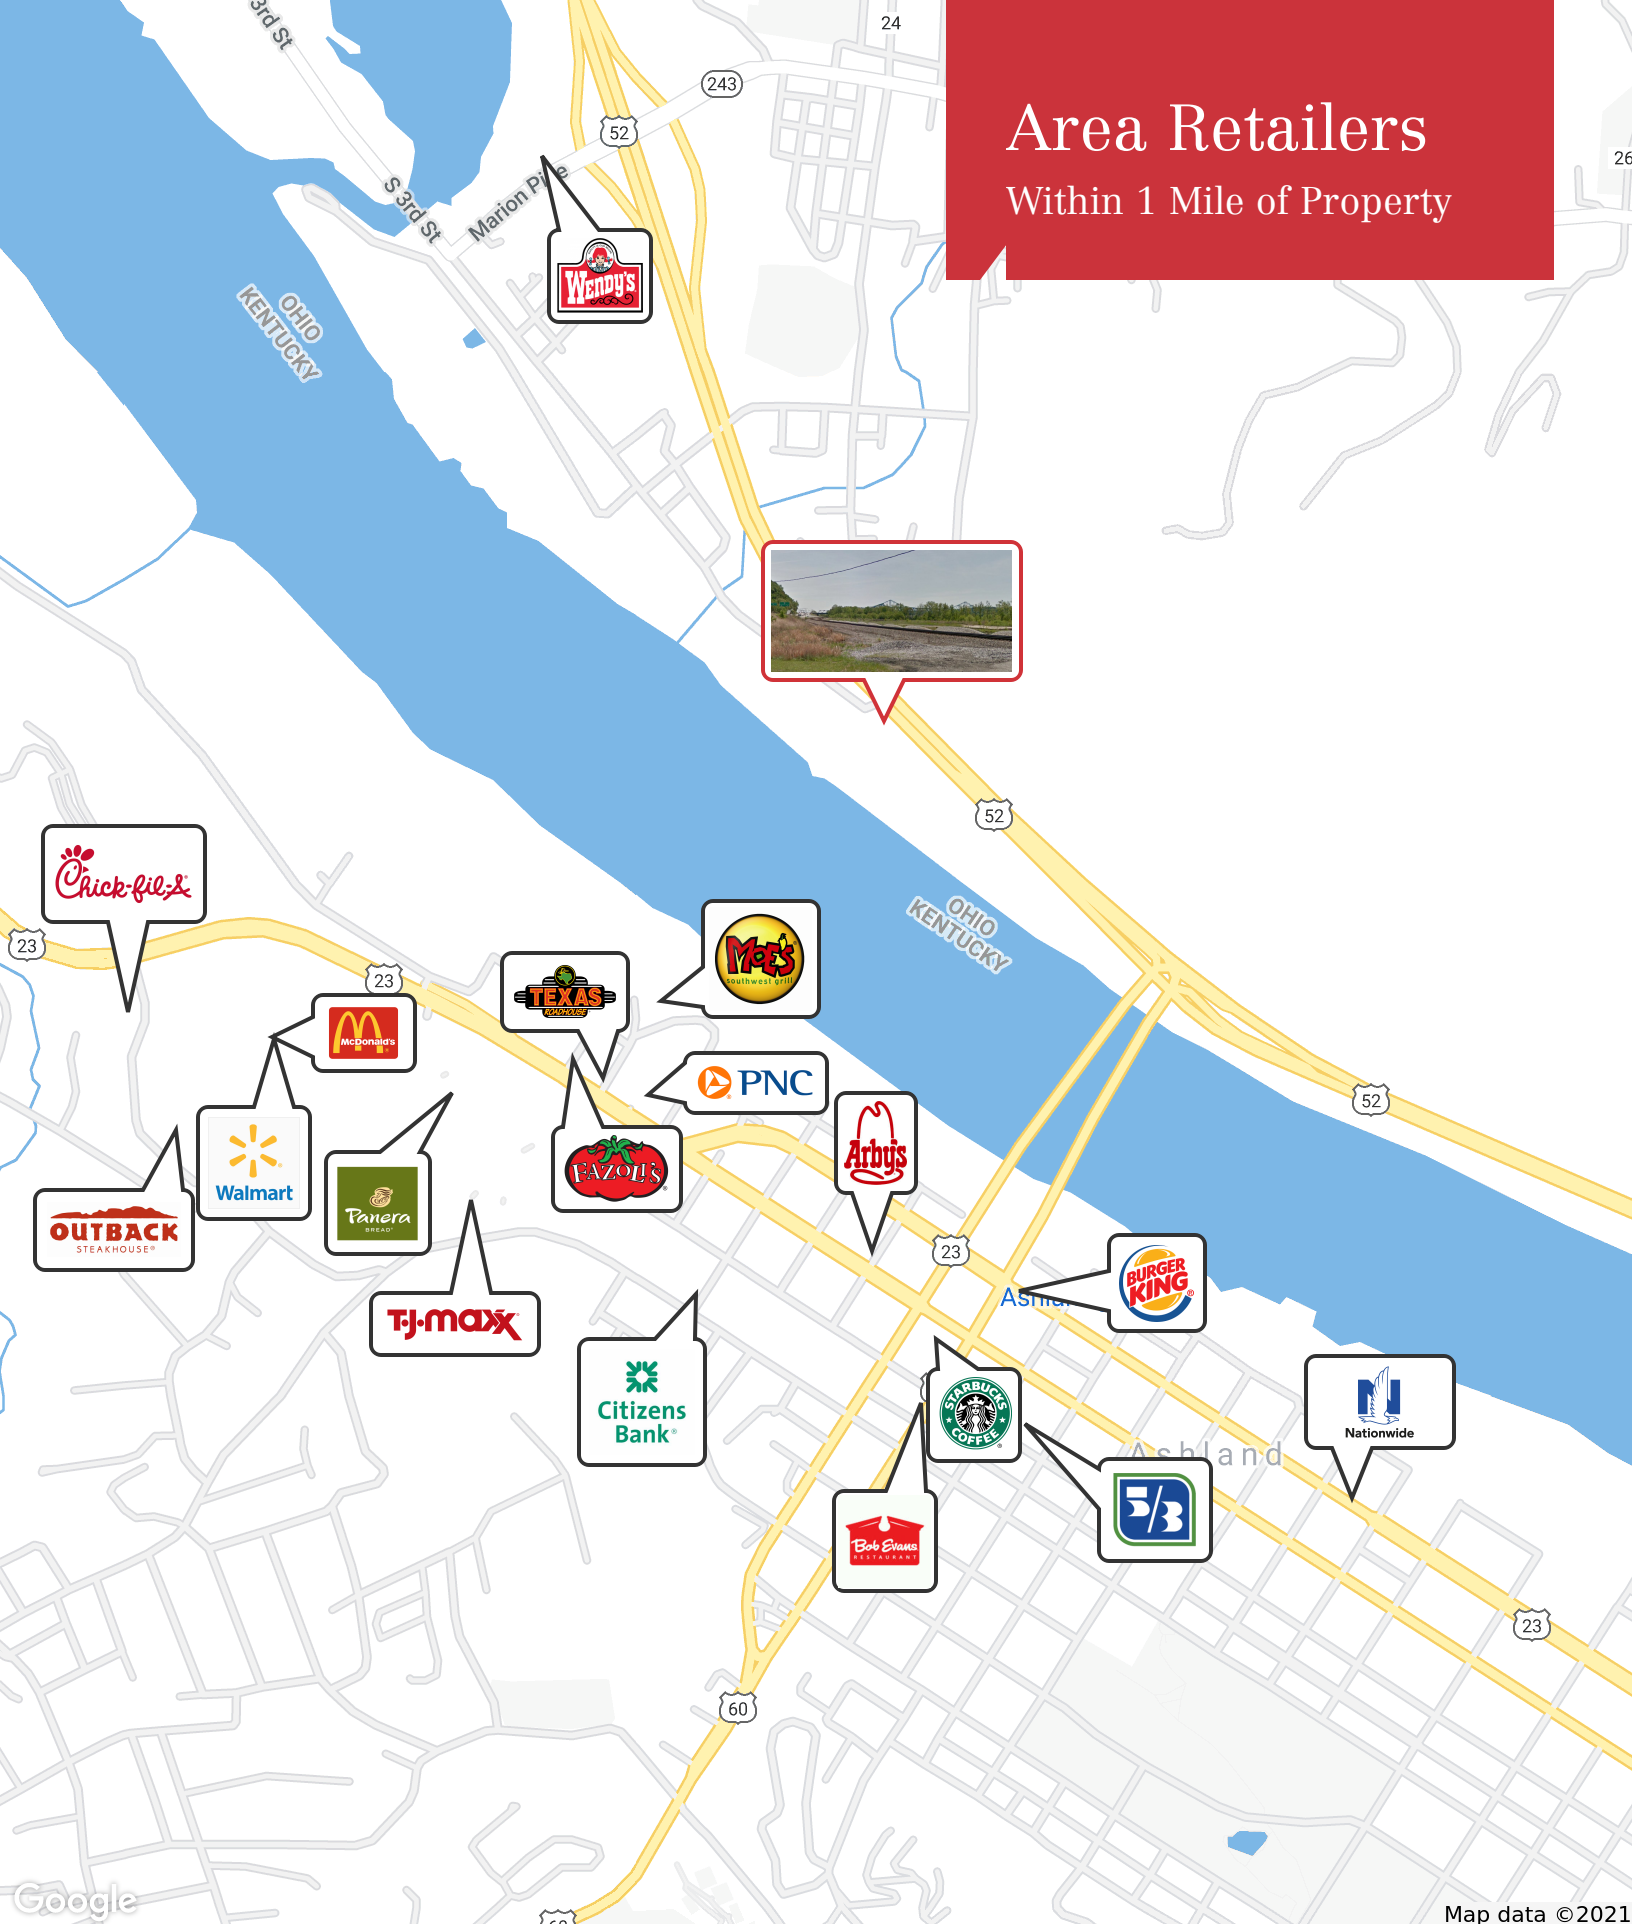 3rd St
24
243
52
Area Retailers
Within 1 Mile of Property
26
S 3rd St
Marion Pike
WENDY'S
OHIO
KENTUCKY
52
Chick-fil-A
OHIO
KENTUCKY
23
23
MOE'S
southwest grill
TEXAS
ROADHOUSE
McDonald's
PNC
52
Arby's
Walmart
FAZOLI'S
Panera
BREAD
OUTBACK
STEAKHOUSE®
23
BURGER
KING
T·J·maxx
Citizens
Bank®
STARBUCKS
COFFEE
Nationwide
Ashland
5/3
Bob Evans
RESTAURANT
23
60
Google
Map data ©2021